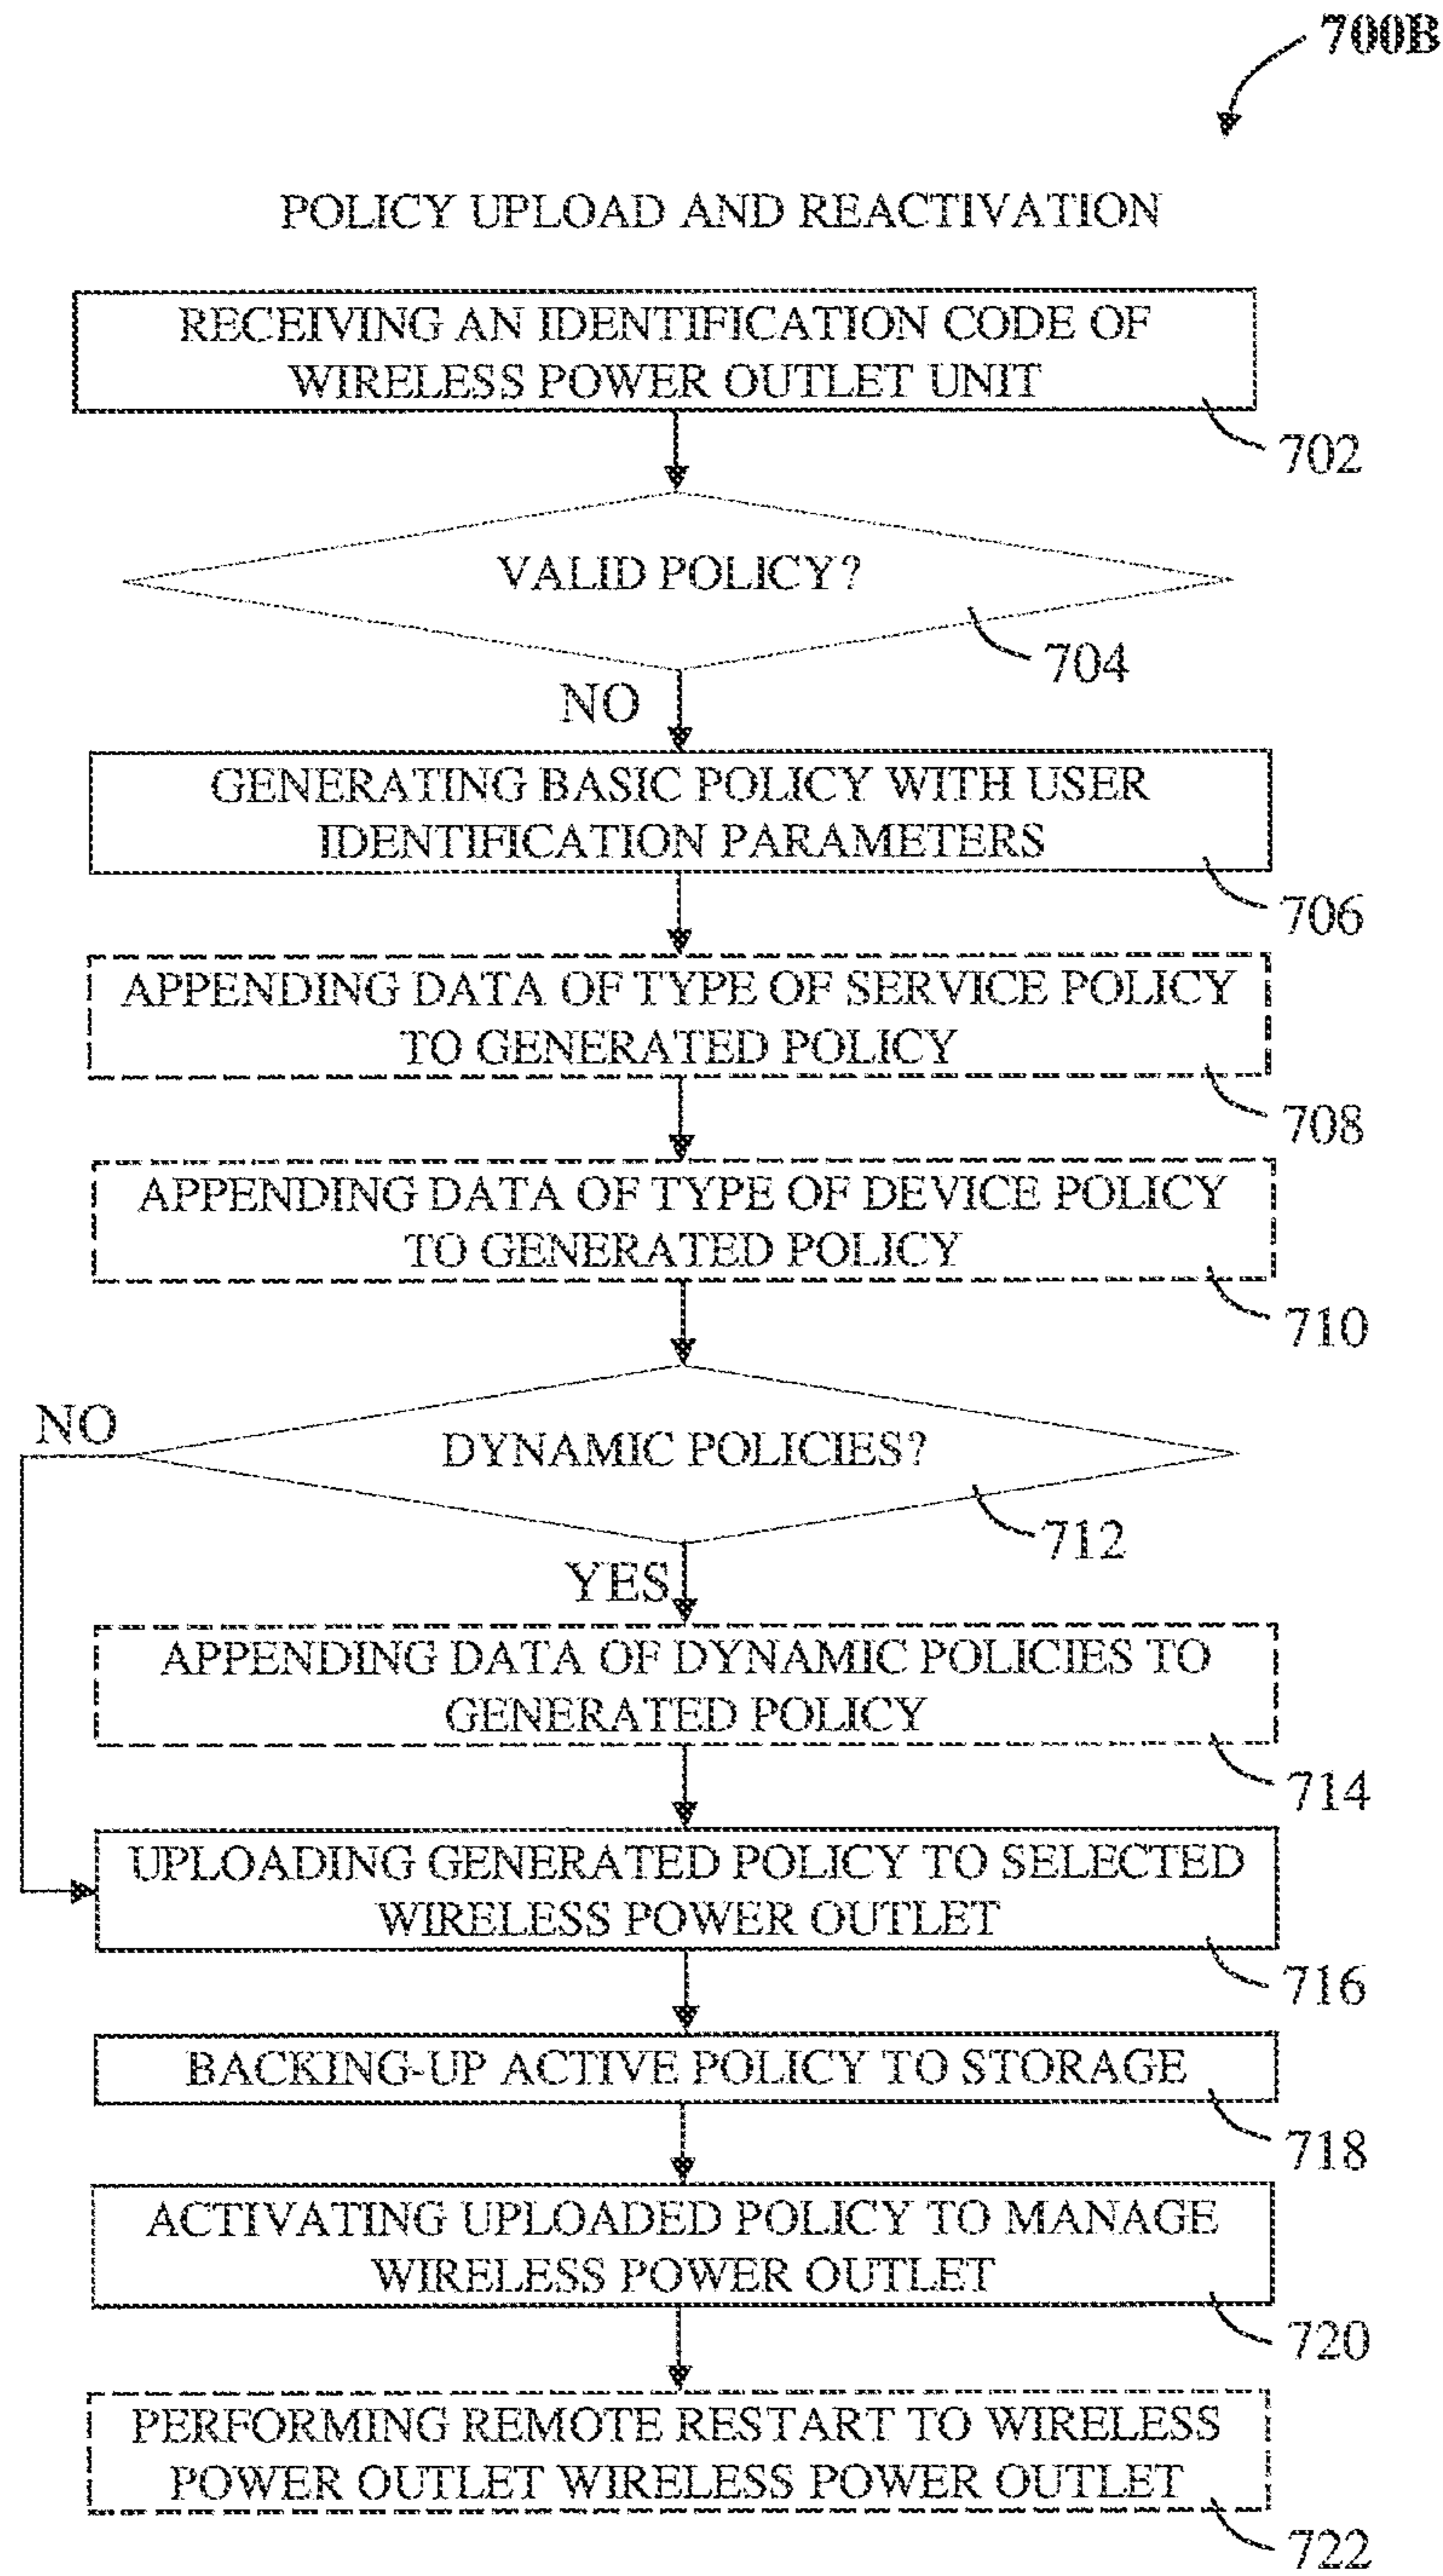 700B
POLICY UPLOAD AND REACTIVATION
RECEIVING AN IDENTIFICATION CODE OF
WIRELESS POWER OUTLET UNIT
702
VALID POLICY?
704
NO
GENERATING BASIC POLICY WITH USER
IDENTIFICATION PARAMETERS
706
APPENDING DATA OF TYPE OF SERVICE POLICY
TO GENERATED POLICY
708
APPENDING DATA OF TYPE OF DEVICE POLICY
TO GENERATED POLICY
710
NO
DYNAMIC POLICIES?
712
YES
APPENDING DATA OF DYNAMIC POLICIES TO
GENERATED POLICY
714
UPLOADING GENERATED POLICY TO SELECTED
WIRELESS POWER OUTLET
716
BACKING-UP ACTIVE POLICY TO STORAGE
718
ACTIVATING UPLOADED POLICY TO MANAGE
WIRELESS POWER OUTLET
720
PERFORMING REMOTE RESTART TO WIRELESS
POWER OUTLET WIRELESS POWER OUTLET
722